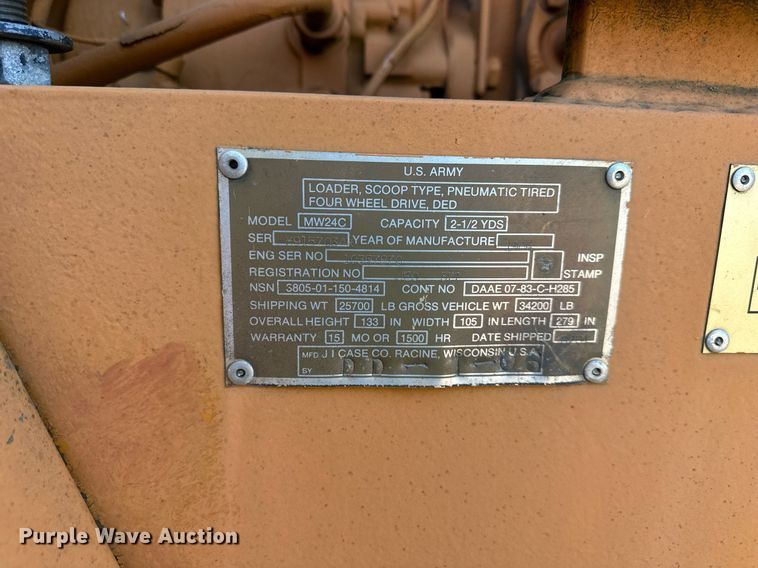 U.S. ARMY
LOADER, SCOOP TYPE, PNEUMATIC TIRED
FOUR WHEEL DRIVE, DED
MODEL MW24C CAPACITY 2-1/2 YDS
SER YEAR OF MANUFACTURE
ENG SER NO INSP
REGISTRATION NO STAMP
NSN 3805-01-150-4814 CONT NO DAAE 07-83-C-H285
SHIPPING WT 25700 LB GROSS VEHICLE WT 34200 LB
OVERALL HEIGHT 133 IN WIDTH 105 IN LENGTH 279 IN
WARRANTY 15 MO OR 1500 HR DATE SHIPPED
MFD J I CASE CO. RACINE, WISCONSIN U.S.A.
BY
Purple Wave Auction